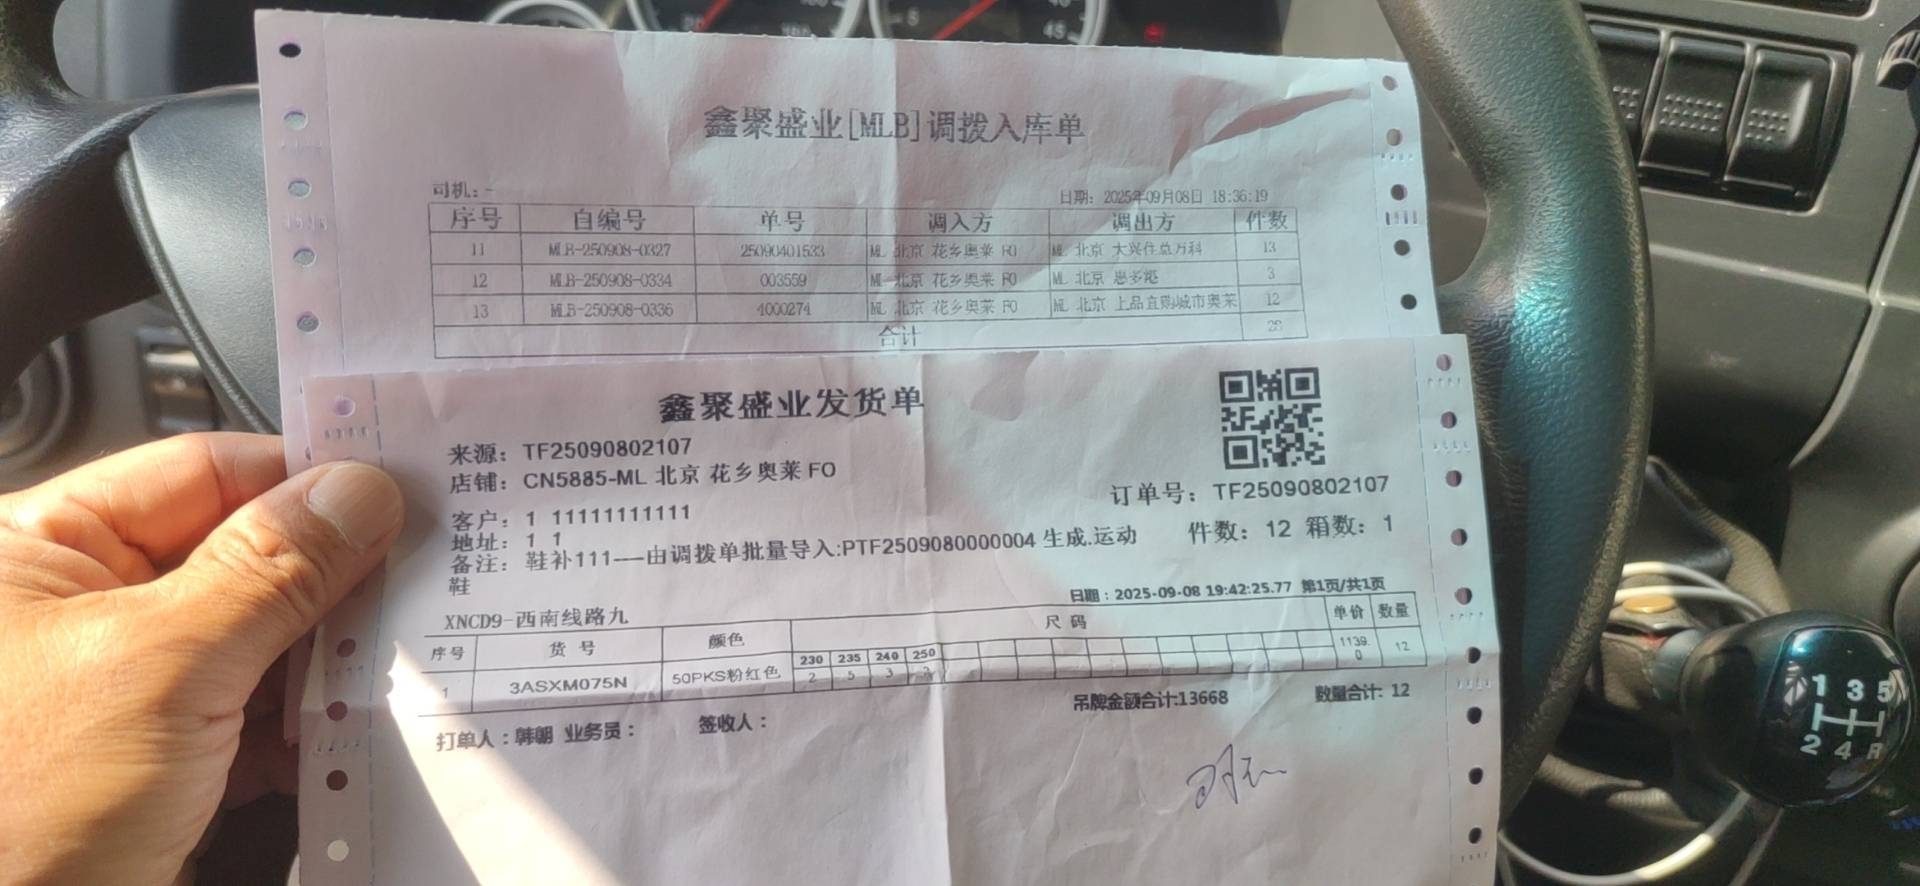 鑫聚盛业[MLB]调拨入库单
司机：-
日期：2025年09月08日 18:36:19
序号 自编号 单号 调入方 调出方 件数
11 MLB-250908-0327 25090401533 ML 北京 花乡奥莱 FO ML 北京 大兴住总万科 13
12 MLB-250908-0334 003559 ML 北京 花乡奥莱 FO ML 北京 惠多港 3
13 MLB-250908-0336 4000274 ML 北京 花乡奥莱 FO ML 北京 上品直购城市奥莱 12
合计 28
鑫聚盛业发货单
来源：TF25090802107
店铺：CN5885-ML 北京 花乡奥莱 FO
订单号：TF25090802107
客户：1 11111111111
地址：1 1
件数：12 箱数：1
备注：鞋补111----由调拨单批量导入:PTF2509080000004 生成.运动
鞋
日期：2025-09-08 19:42:25.77 第1页/共1页
XNCD9-西南线路九
序号 货号 颜色 尺码 单价 数量
230 235 240 250
1 3ASXM075N 50PKS粉红色 2 5 3 2 1139.
0 12
吊牌金额合计:13668 数量合计: 12
打单人：韩朝 业务员： 签收人：
1 3 5
2 4 R